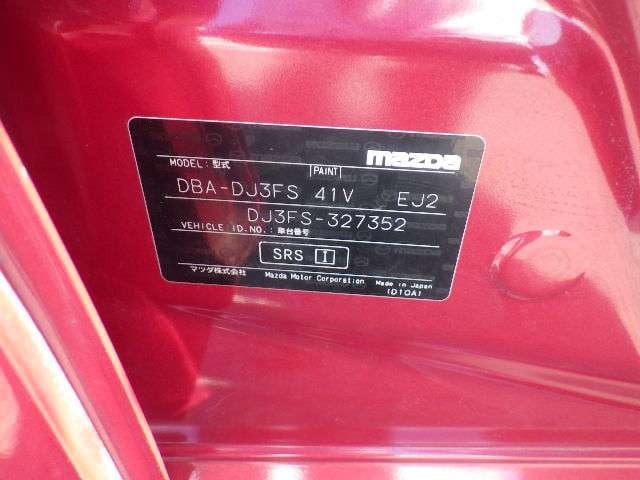 mazda
MODEL: 型式 PAINT
DBA-DJ3FS 41V EJ2
DJ3FS-327352
VEHICLE ID.NO.: 車台番号
SRS I
マツダ株式会社 Mazda Motor Corporation Made in Japan
(D10A)